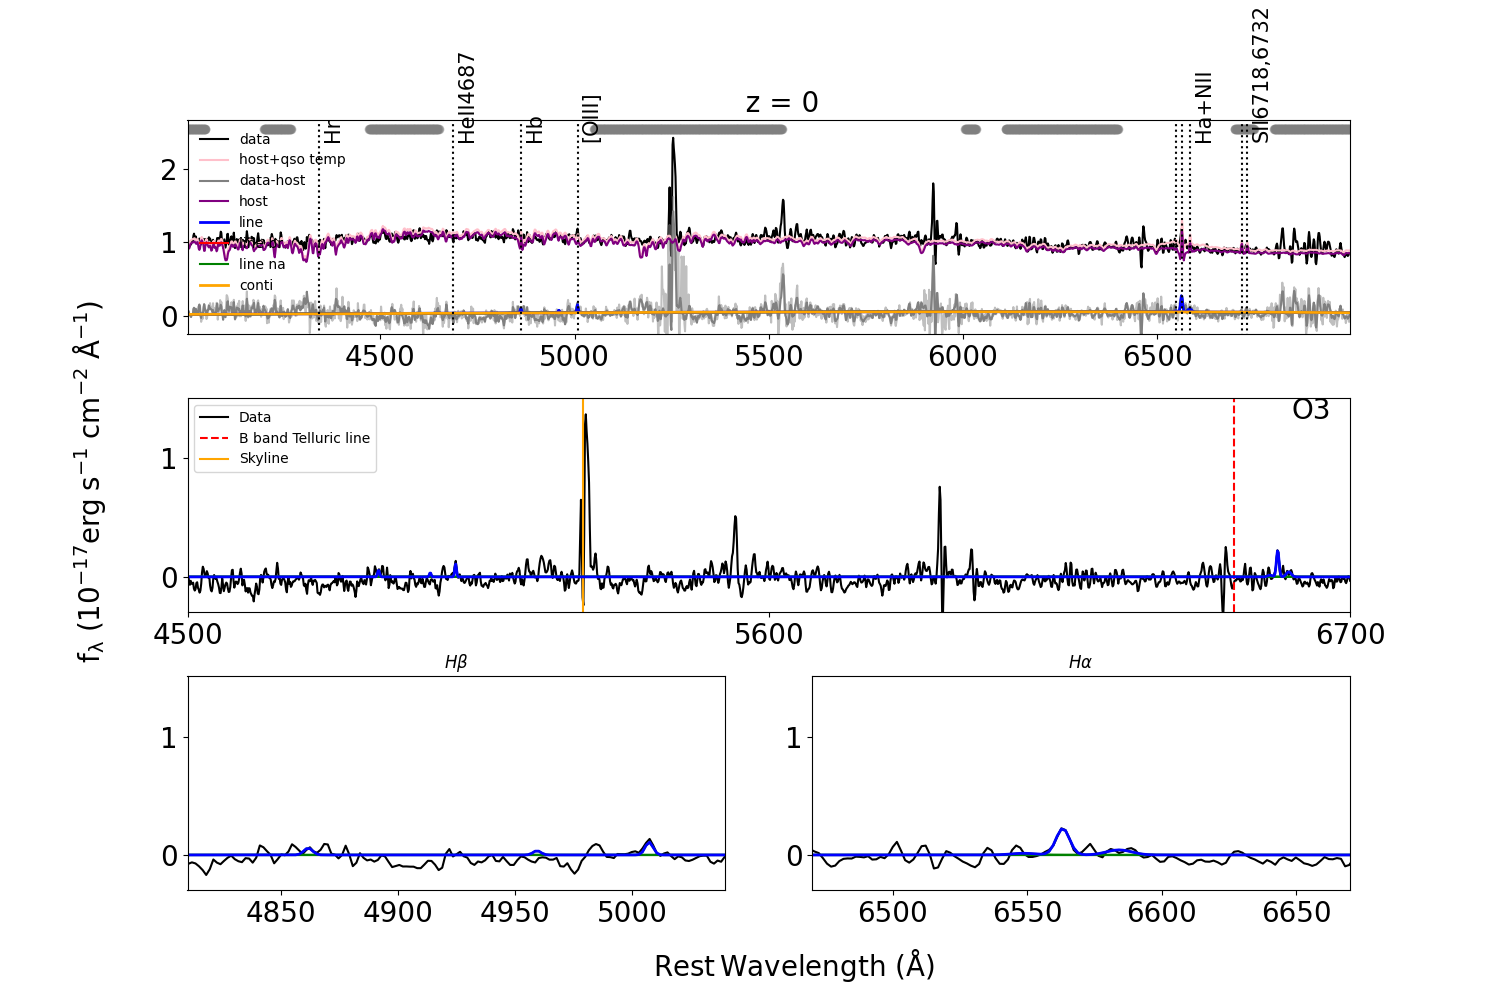 z = 0
Hr
HeII4687
Hb
[OIII]
Ha+NII
SII6718,6732
data
host+qso temp
data-host
host
line
line na
conti
2
1
0
4500
5000
5500
6000
6500
O3
Data
B band Telluric line
Skyline
1
0
4500
5600
6700
fλ (10⁻¹⁷erg s⁻¹ cm⁻² Å⁻¹)
Hβ
Hα
1
0
4850
4900
4950
5000
1
0
6500
6550
6600
6650
Rest Wavelength (Å)